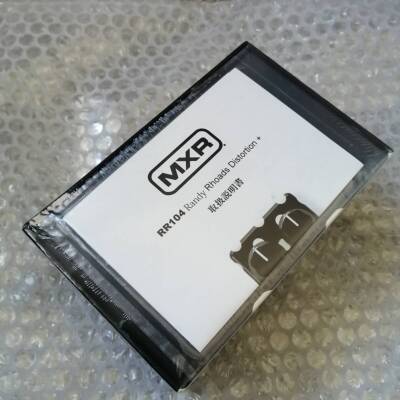 MXR
RR104 Randy Rhoads Distortion +
取扱説明書